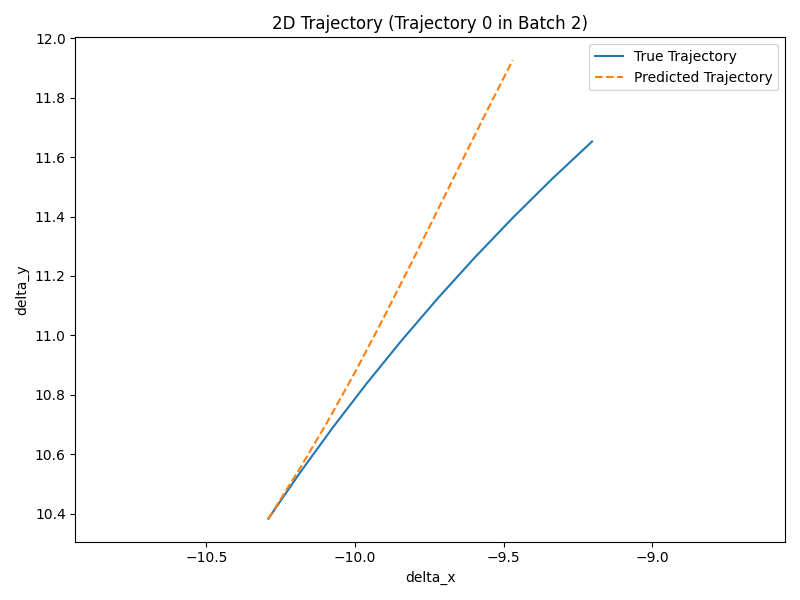 2D Trajectory (Trajectory 0 in Batch 2)
True Trajectory
Predicted Trajectory
12.0
11.8
11.6
11.4
11.2
11.0
10.8
10.6
10.4
delta_y
−10.5
−10.0
−9.5
−9.0
delta_x